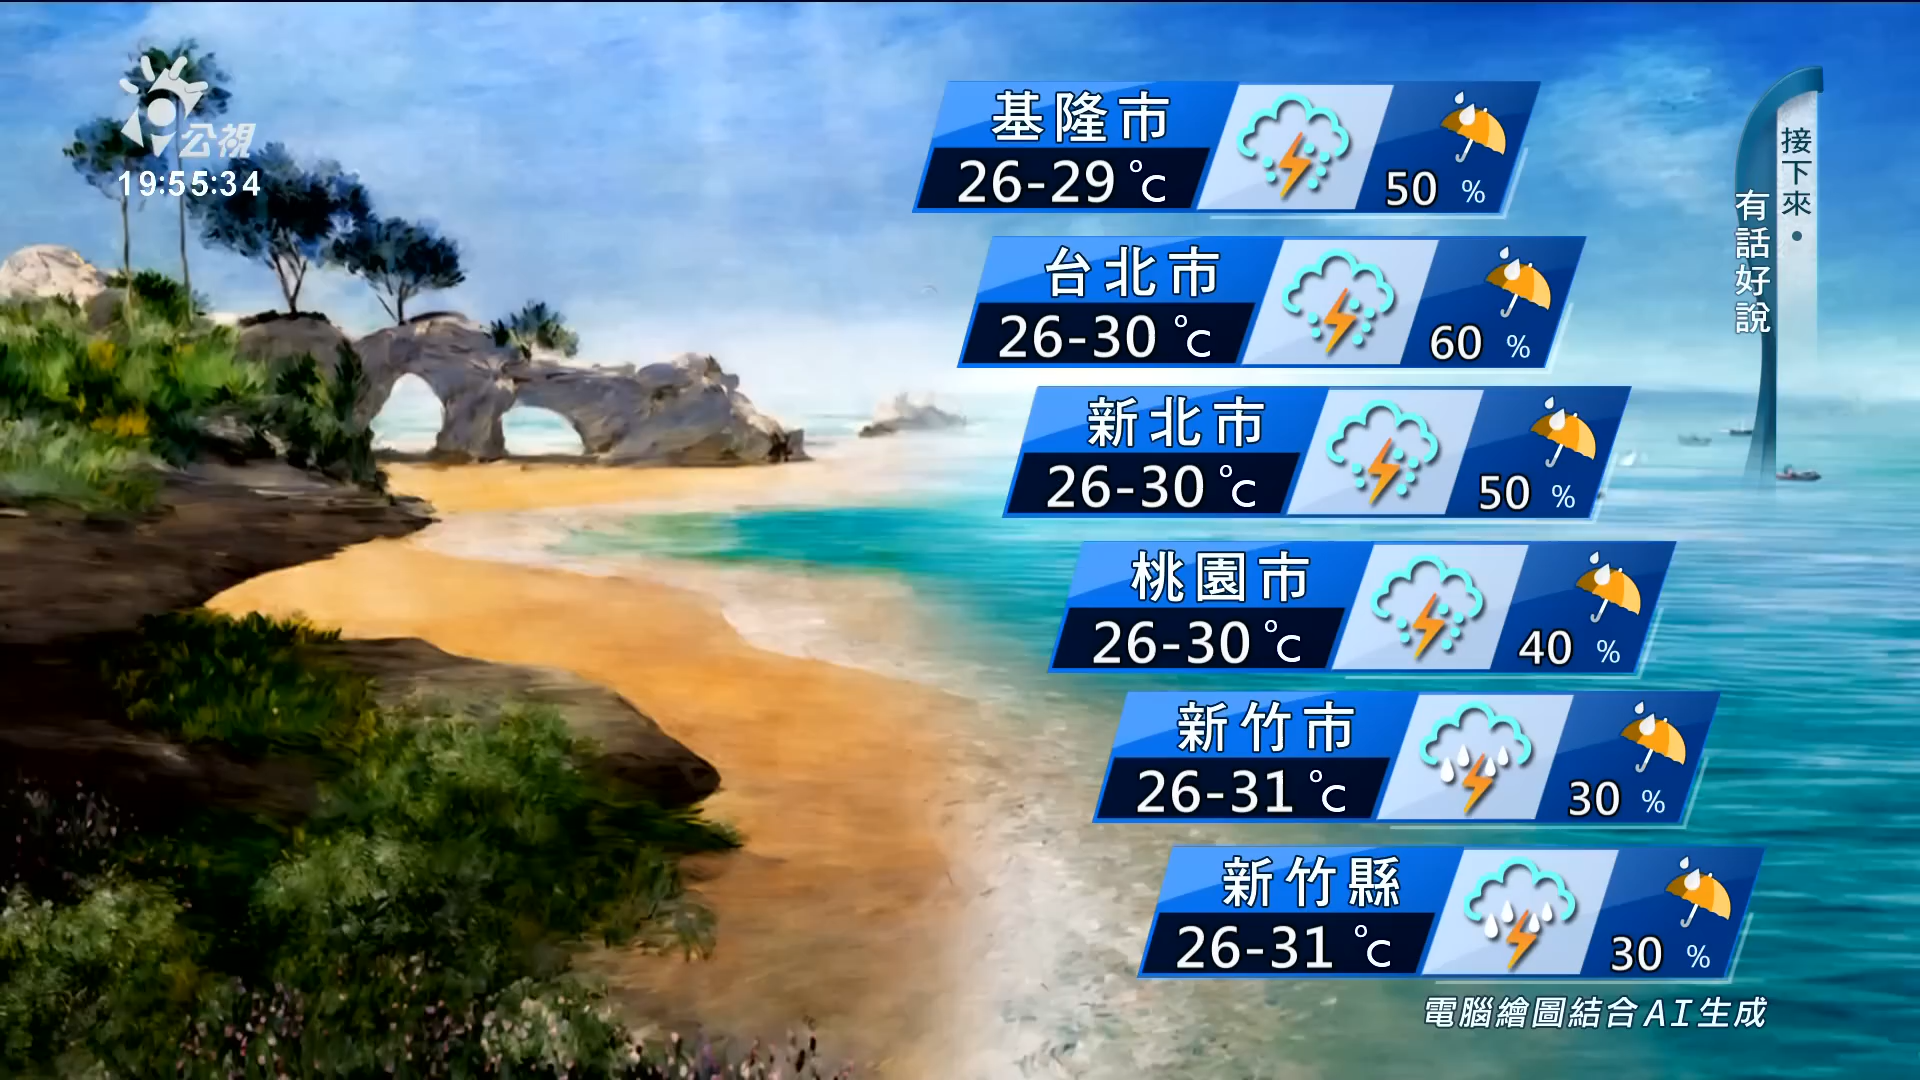 公視
19:55:34
接下來·
有話好說
基隆市
26-29℃
50 %
台北市
26-30℃
60 %
新北市
26-30℃
50 %
桃園市
26-30℃
40 %
新竹市
26-31℃
30 %
新竹縣
26-31℃
30 %
電腦繪圖結合AI生成